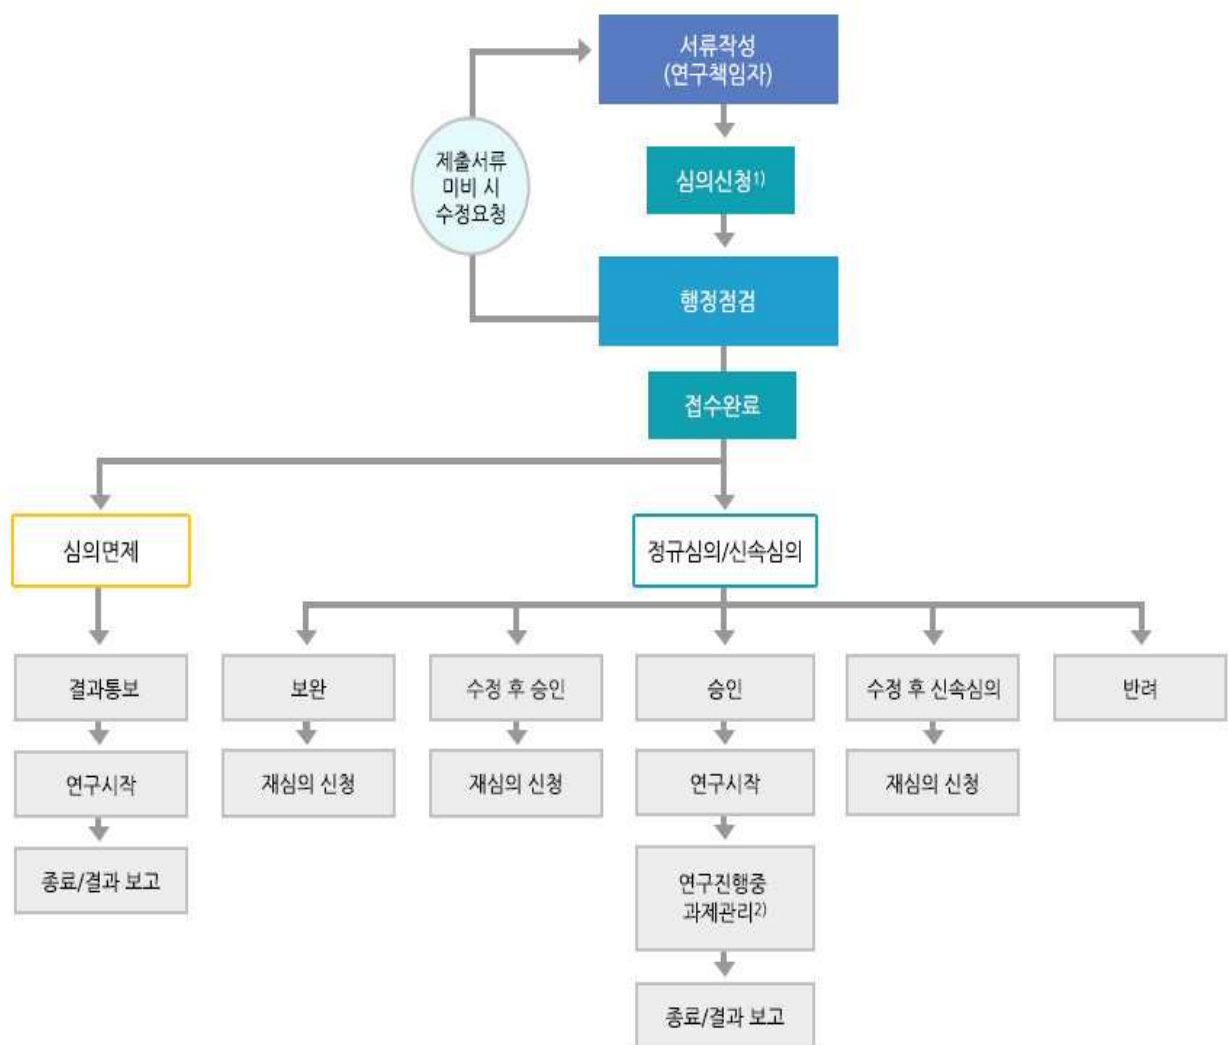 서류작성
(연구책임자)
제출서류
미비 시
수정요청
심의신청1)
행정점검
접수완료
심의면제
정규심의/신속심의
결과통보
보완
수정 후 승인
승인
수정 후 신속심의
반려
연구시작
재심의 신청
재심의 신청
연구시작
재심의 신청
종료/결과 보고
연구진행중
과제관리2)
종료/결과 보고